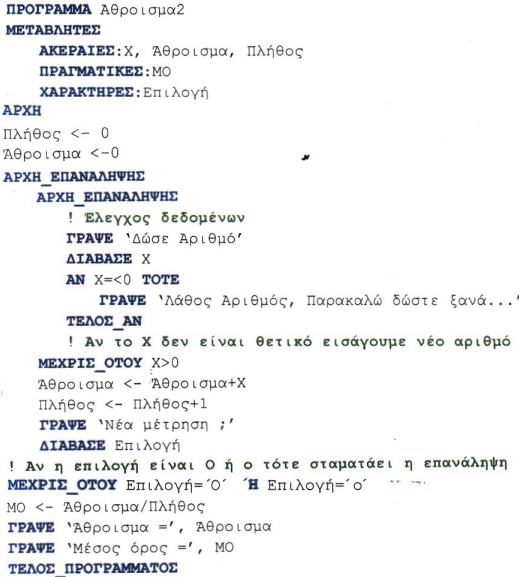 ΠΡΟΓΡΑΜΜΑ Άθροισμα2
ΜΕΤΑΒΛΗΤΕΣ
ΑΚΕΡΑΙΕΣ:Χ, Άθροισμα, Πλήθος
ΠΡΑΓΜΑΤΙΚΕΣ:ΜΟ
ΧΑΡΑΚΤΗΡΕΣ:Επιλογή
ΑΡΧΗ
Πλήθος <- 0
Άθροισμα <-0
ΑΡΧΗ_ΕΠΑΝΑΛΗΨΗΣ
ΑΡΧΗ_ΕΠΑΝΑΛΗΨΗΣ
! Έλεγχος δεδομένων
ΓΡΑΨΕ ‛Δώσε Αριθμό’
ΔΙΑΒΑΣΕ Χ
ΑΝ Χ=<0 ΤΟΤΕ
ΓΡΑΨΕ ‛Λάθος Αριθμός, Παρακαλώ δώστε ξανά...’
ΤΕΛΟΣ_ΑΝ
! Αν το Χ δεν είναι θετικό εισάγουμε νέο αριθμό
ΜΕΧΡΙΣ_ΟΤΟΥ Χ>0
Άθροισμα <- Άθροισμα+Χ
Πλήθος <- Πλήθος+1
ΓΡΑΨΕ ‛Νέα μέτρηση ;’
ΔΙΑΒΑΣΕ Επιλογή
! Αν η επιλογή είναι Ο ή ο τότε σταματάει η επανάληψη
ΜΕΧΡΙΣ_ΟΤΟΥ Επιλογή=΄Ο΄ Ή Επιλογή=΄ο΄
ΜΟ <- Άθροισμα/Πλήθος
ΓΡΑΨΕ ‛Άθροισμα =’, Άθροισμα
ΓΡΑΨΕ ‛Μέσος όρος =’, ΜΟ
ΤΕΛΟΣ_ΠΡΟΓΡΑΜΜΑΤΟΣ